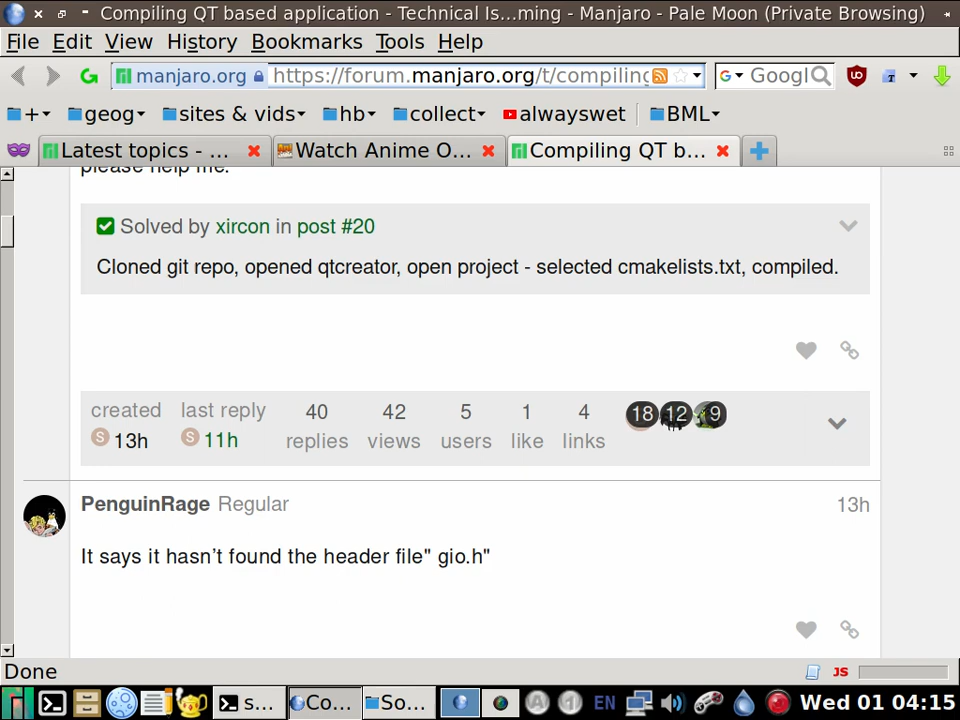 Compiling QT based application - Technical Is...ming - Manjaro - Pale Moon (Private Browsing)
File Edit View History Bookmarks Tools Help
manjaro.org https://forum.manjaro.org/t/compiling Googl
+ geog sites & vids hb collect alwayswet BML
Latest topics - ... Watch Anime O... Compiling QT b...
please help me.
Solved by xircon in post #20
Cloned git repo, opened qtcreator, open project - selected cmakelists.txt, compiled.
created last reply 40 42 5 1 4 18 12 9
S 13h S 11h replies views users like links
PenguinRage Regular 13h
It says it hasn't found the header file" gio.h"
Done JS
s... Co... So... A 1 EN Wed 01 04:15